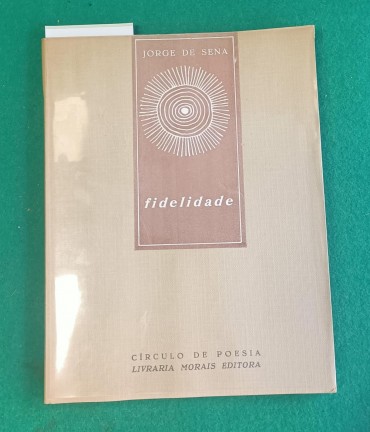 JORGE DE SENA
fidelidade
CÍRCULO DE POESIA
LIVRARIA MORAIS EDITORA